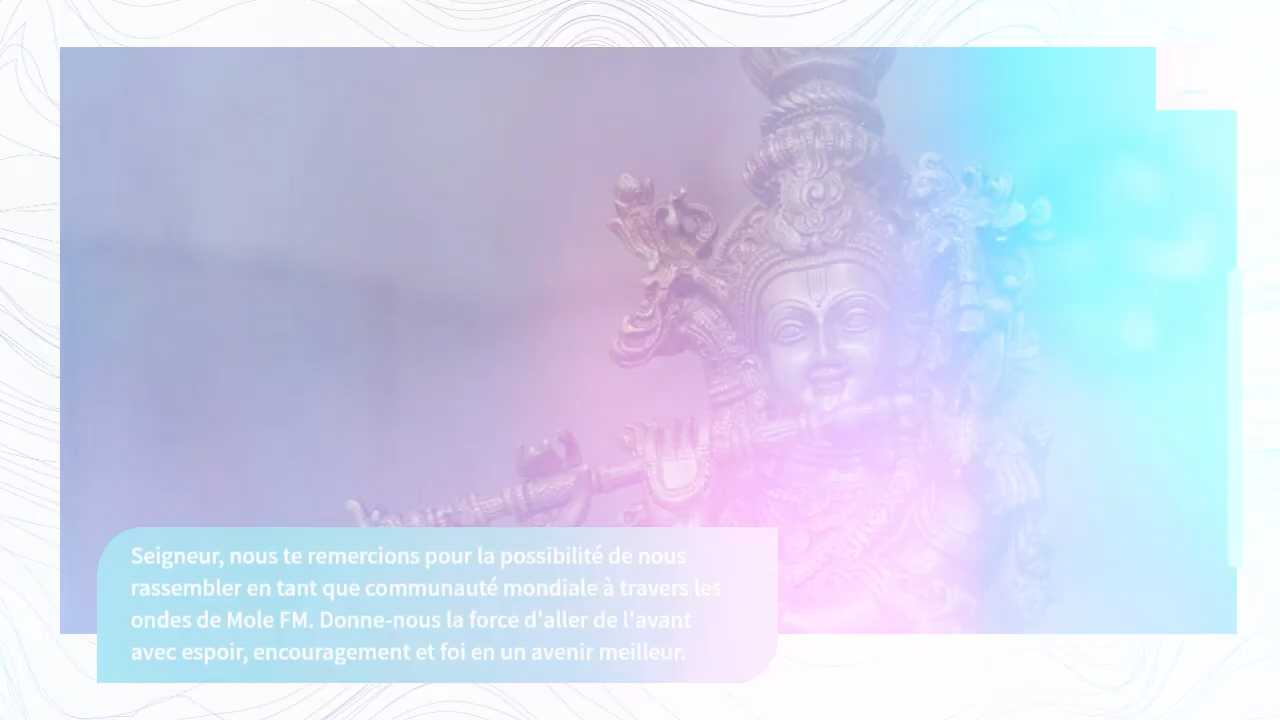 Seigneur, nous te remercions pour la possibilité de nous
rassembler en tant que communauté mondiale à travers les
ondes de Mole FM. Donne-nous la force d'aller de l'avant
avec espoir, encouragement et foi en un avenir meilleur.